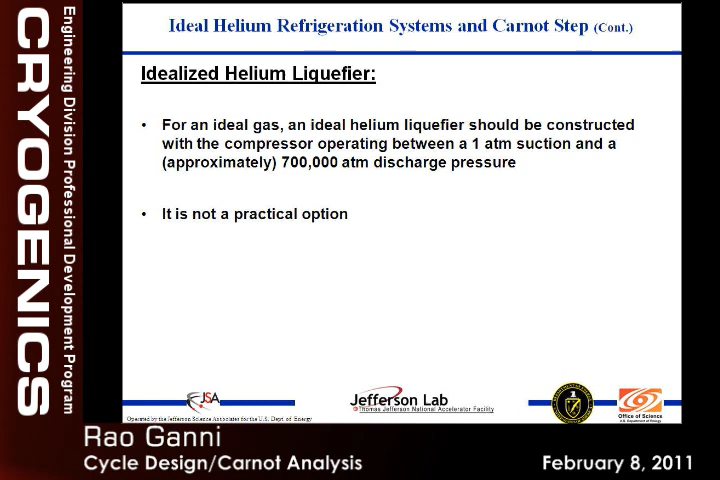 CRYOGENICS
Engineering Division Professional Development Program
Ideal Helium Refrigeration Systems and Carnot Step (Cont.)
Idealized Helium Liquefier:
• For an ideal gas, an ideal helium liquefier should be constructed
with the compressor operating between a 1 atm suction and a
(approximately) 700,000 atm discharge pressure
• It is not a practical option
JSA
Operated by the Jefferson Science Associates for the U.S. Dept. of Energy
Jefferson Lab
Thomas Jefferson National Accelerator Facility
Office of Science
U.S. Department of Energy
Rao Ganni
Cycle Design/Carnot Analysis
February 8, 2011